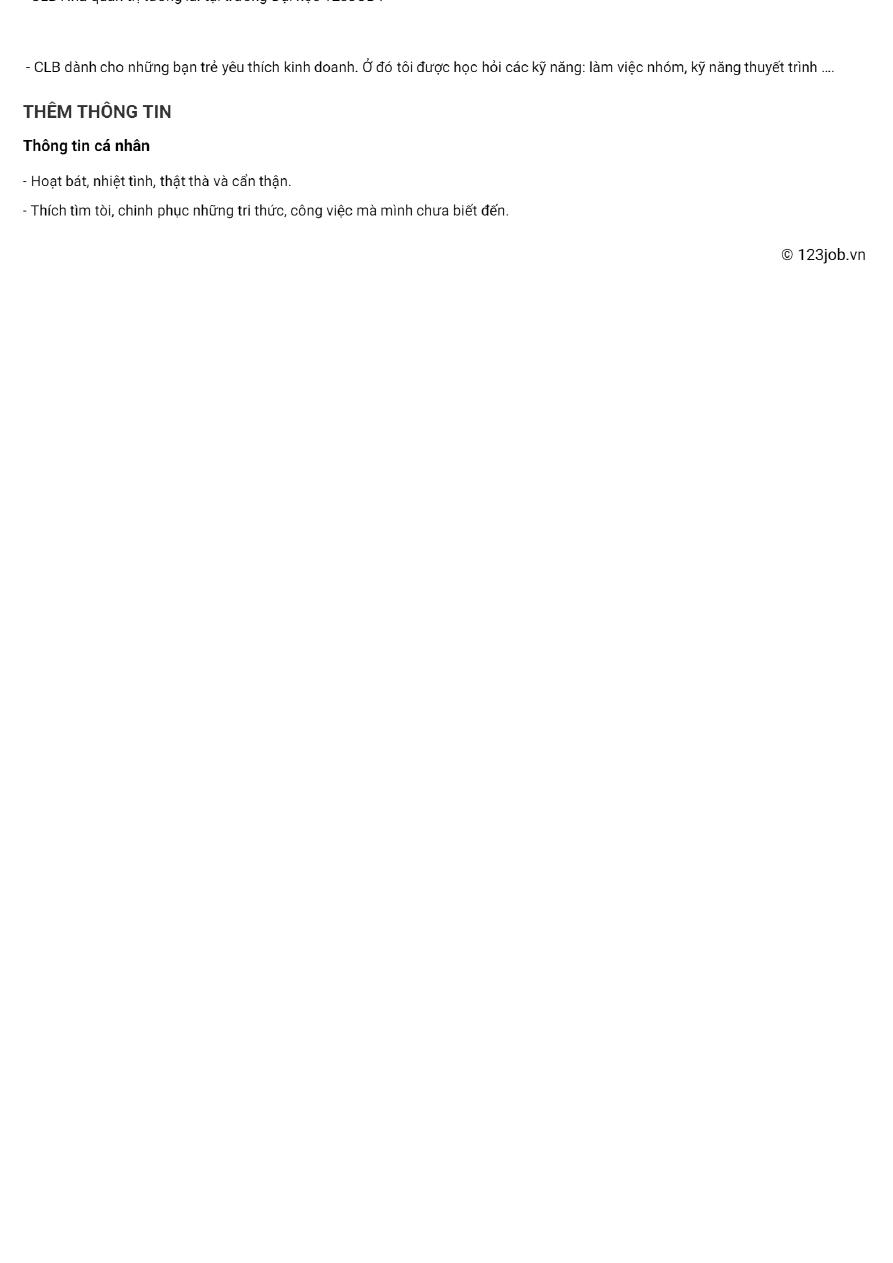 - CLB dành cho những bạn trẻ yêu thích kinh doanh. Ở đó tôi được học hỏi các kỹ năng: làm việc nhóm, kỹ năng thuyết trình ....
THÊM THÔNG TIN
Thông tin cá nhân
- Hoạt bát, nhiệt tình, thật thà và cẩn thận.
- Thích tìm tòi, chinh phục những tri thức, công việc mà mình chưa biết đến.
© 123job.vn